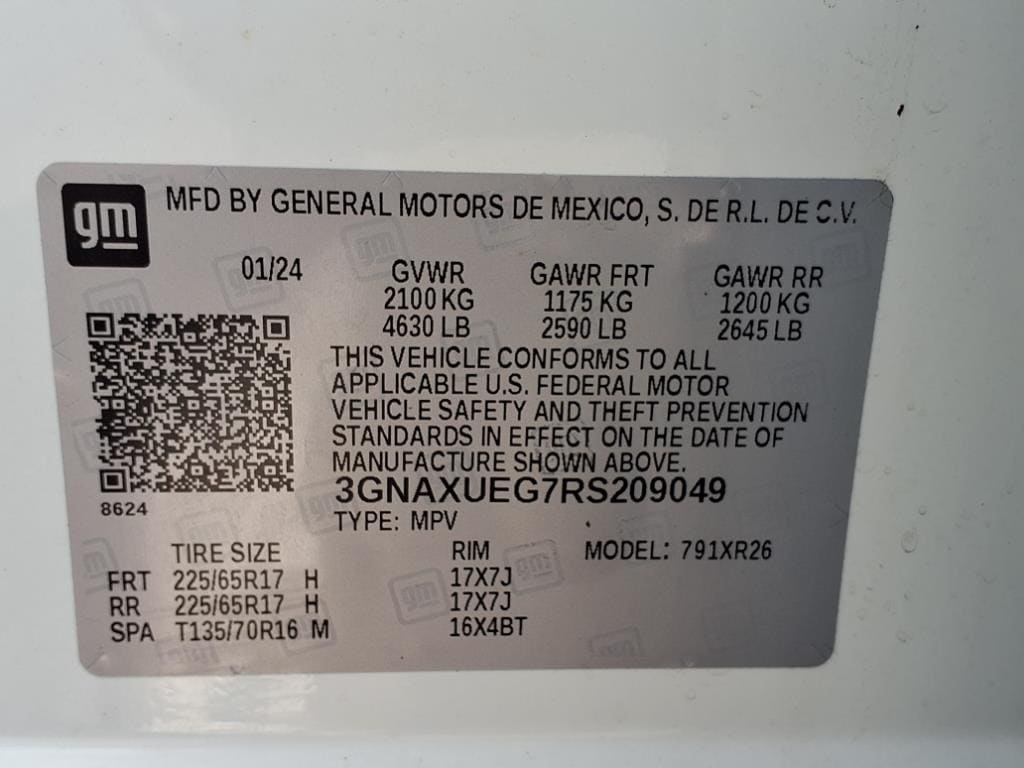 gm
MFD BY GENERAL MOTORS DE MEXICO, S. DE R.L. DE C.V.
01/24 GVWR GAWR FRT GAWR RR
2100 KG 1175 KG 1200 KG
4630 LB 2590 LB 2645 LB
THIS VEHICLE CONFORMS TO ALL
APPLICABLE U.S. FEDERAL MOTOR
VEHICLE SAFETY AND THEFT PREVENTION
STANDARDS IN EFFECT ON THE DATE OF
MANUFACTURE SHOWN ABOVE.
3GNAXUEG7RS209049
8624
TYPE: MPV
TIRE SIZE RIM MODEL: 791XR26
FRT 225/65R17 H 17X7J
RR 225/65R17 H 17X7J
SPA T135/70R16 M 16X4BT